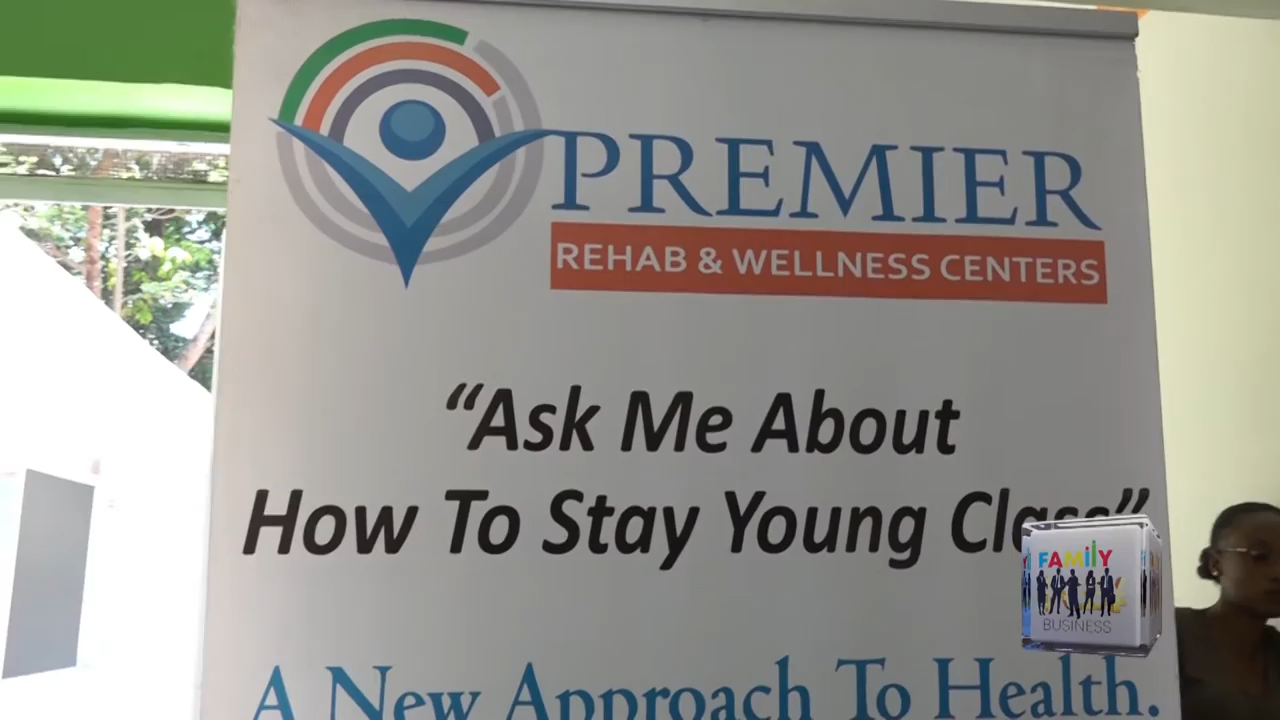 PREMIER
REHAB & WELLNESS CENTERS
“Ask Me About
How To Stay Young Class”
FAMilY
BUSINESS
A New Approach To Health.